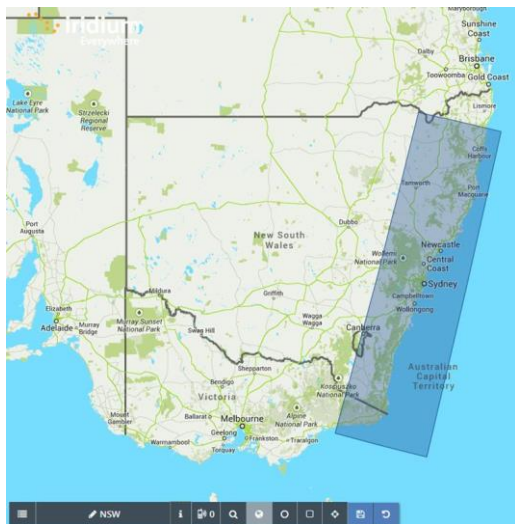 Maryborough
Iridium
Everywhere
Sunshine
Coast
Dalby
Brisbane
Toowoomba
Gold Coast
Lismore
Lake Eyre
National Park
Strzelecki
Regional
Reserve
Coffs
Harbour
Tamworth
Port
Macquarie
Port
Augusta
Dubbo
New South
Wales
Wollemi
National Park
Newcastle
Central
Coast
Sydney
Mildura
Griffith
Campbelltown
Wollongong
Elizabeth
Adelaide
Murray
Bridge
Murray Sunset
National Park
Swan Hill
Wagga
Wagga
Canberra
Shepparton
Australian
Capital
Territory
Bendigo
Kosciuszko
National Park
Victoria
Mount
Gambier
Ballarat
Melbourne
Alpine
National Park
Geelong
Frankston
Traralgon
Warrnambool
Torquay
NSW
i
0